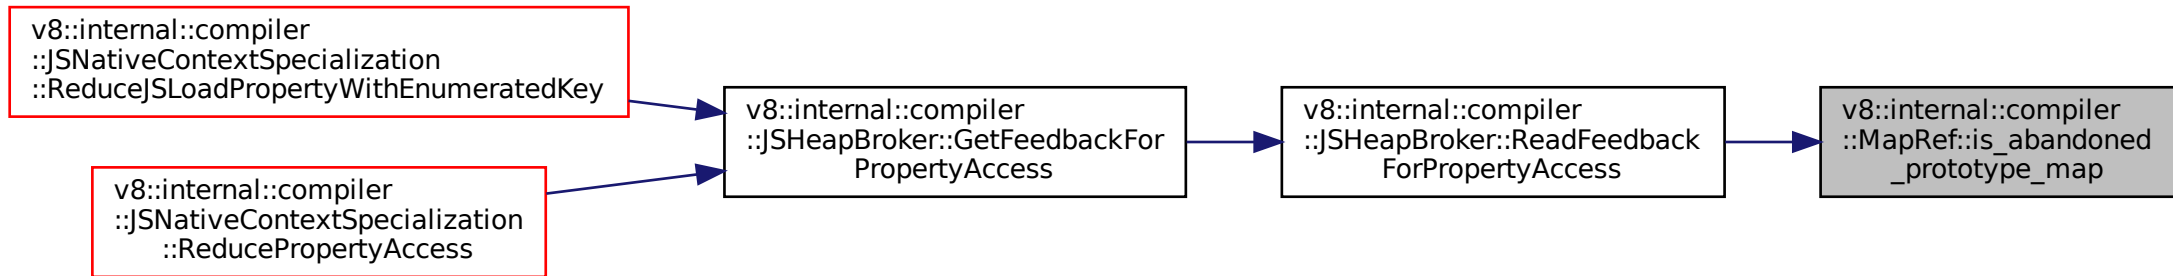 v8::internal::compiler
::JSNativeContextSpecialization
::ReduceJSLoadPropertyWithEnumeratedKey
v8::internal::compiler
::JSNativeContextSpecialization
::ReducePropertyAccess
v8::internal::compiler
::JSHeapBroker::GetFeedbackFor
PropertyAccess
v8::internal::compiler
::JSHeapBroker::ReadFeedback
ForPropertyAccess
v8::internal::compiler
::MapRef::is_abandoned
_prototype_map